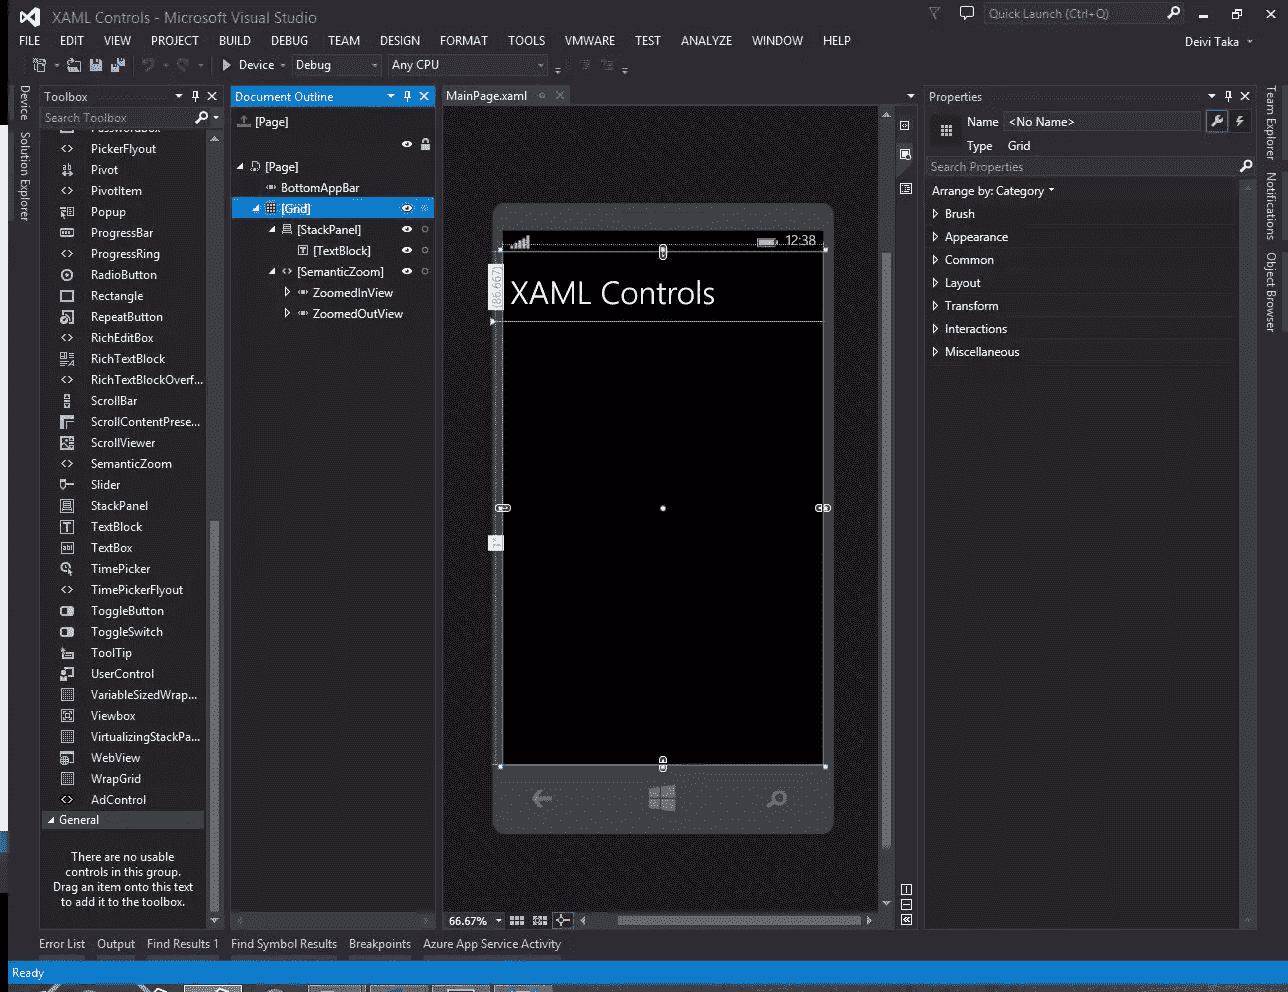 XAML Controls - Microsoft Visual Studio
Quick Launch (Ctrl+Q)
FILE EDIT VIEW PROJECT BUILD DEBUG TEAM DESIGN FORMAT TOOLS VMWARE TEST ANALYZE WINDOW HELP
Deivi Taka
Device Debug Any CPU
Device
Solution Explorer
Toolbox
Search Toolbox
PasswordBox
PickerFlyout
Pivot
PivotItem
Popup
ProgressBar
ProgressRing
RadioButton
Rectangle
RepeatButton
RichEditBox
RichTextBlock
RichTextBlockOverf...
ScrollBar
ScrollContentPrese...
ScrollViewer
SemanticZoom
Slider
StackPanel
TextBlock
TextBox
TimePicker
TimePickerFlyout
ToggleButton
ToggleSwitch
ToolTip
UserControl
VariableSizedWrap...
Viewbox
VirtualizingStackPa...
WebView
WrapGrid
AdControl
General
There are no usable
controls in this group.
Drag an item onto this text
to add it to the toolbox.
Document Outline
[Page]
[Page]
BottomAppBar
[Grid]
[StackPanel]
[TextBlock]
[SemanticZoom]
ZoomedInView
ZoomedOutView
MainPage.xaml
12:38
(86.667)
XAML Controls
1*
66.67%
Properties
Name <No Name>
Type Grid
Search Properties
Arrange by: Category
Brush
Appearance
Common
Layout
Transform
Interactions
Miscellaneous
Team Explorer
Notifications
Object Browser
Error List Output Find Results 1 Find Symbol Results Breakpoints Azure App Service Activity
Ready